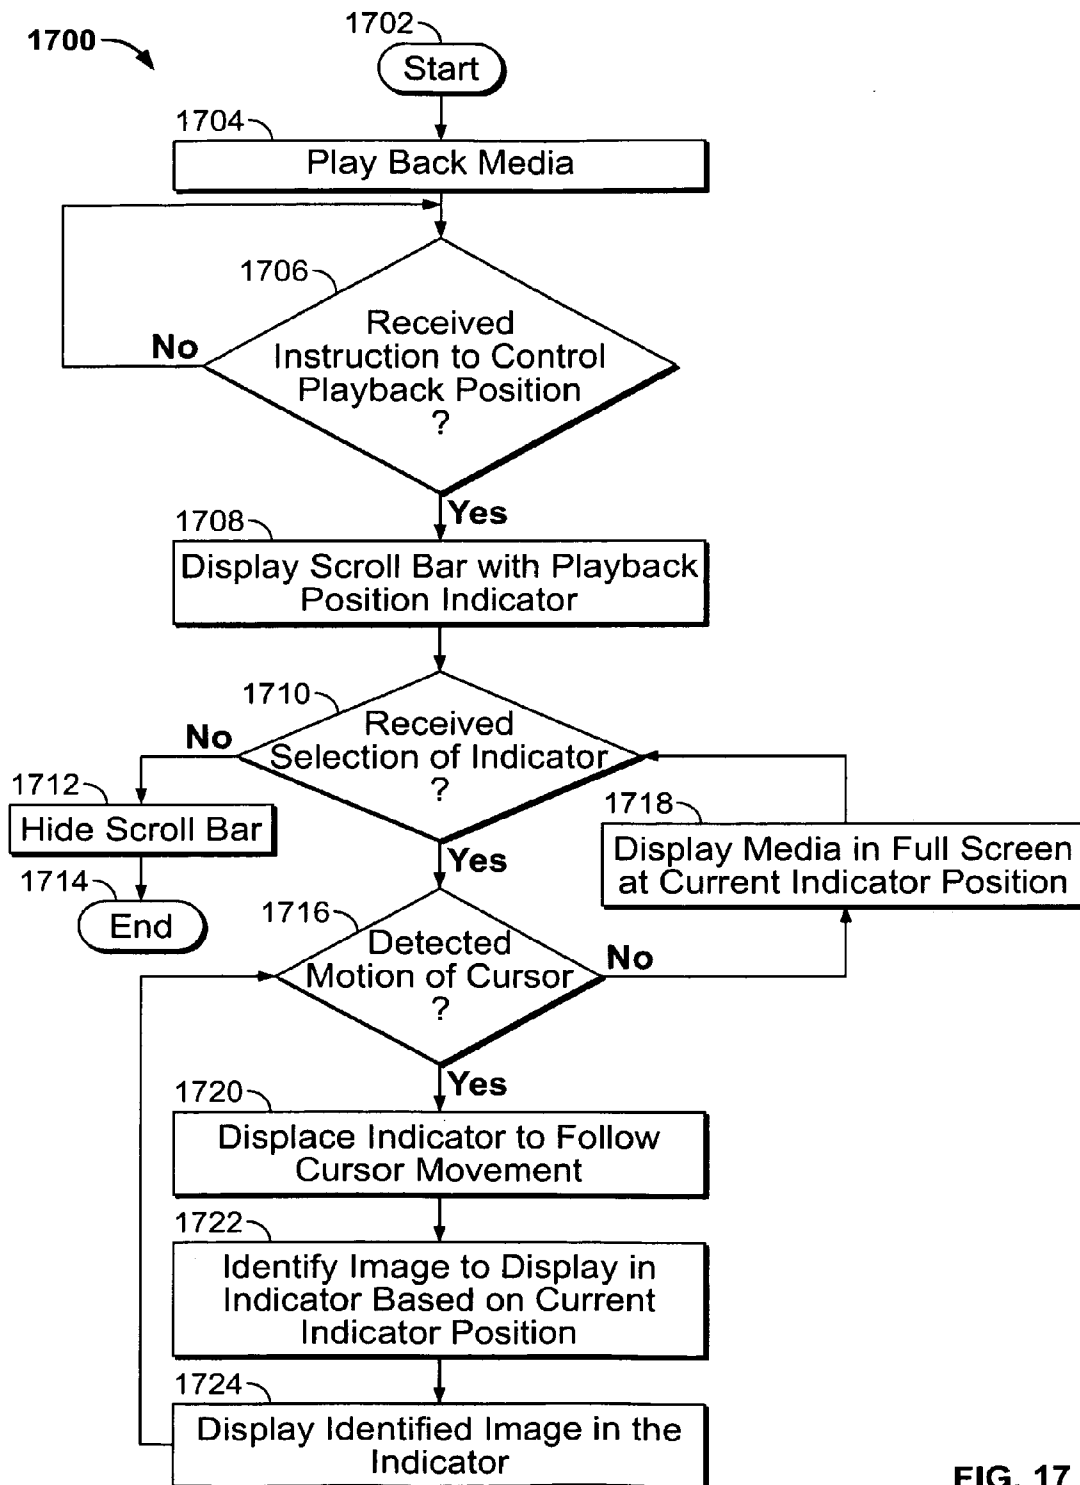 1700
1702
Start
1704
Play Back Media
1706
Received
Instruction to Control
Playback Position
?
No
Yes
1708
Display Scroll Bar with Playback
Position Indicator
1710
Received
Selection of Indicator
?
No
Yes
1712
Hide Scroll Bar
1714
End
1718
Display Media in Full Screen
at Current Indicator Position
1716
Detected
Motion of Cursor
?
No
Yes
1720
Displace Indicator to Follow
Cursor Movement
1722
Identify Image to Display in
Indicator Based on Current
Indicator Position
1724
Display Identified Image in the
Indicator
FIG. 17